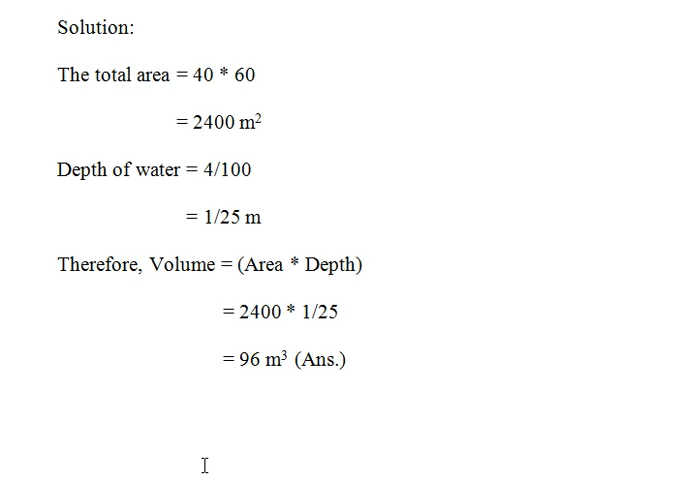 Solution:
The total area = 40 * 60
= 2400 m²
Depth of water = 4/100
= 1/25 m
Therefore, Volume = (Area * Depth)
= 2400 * 1/25
= 96 m³ (Ans.)